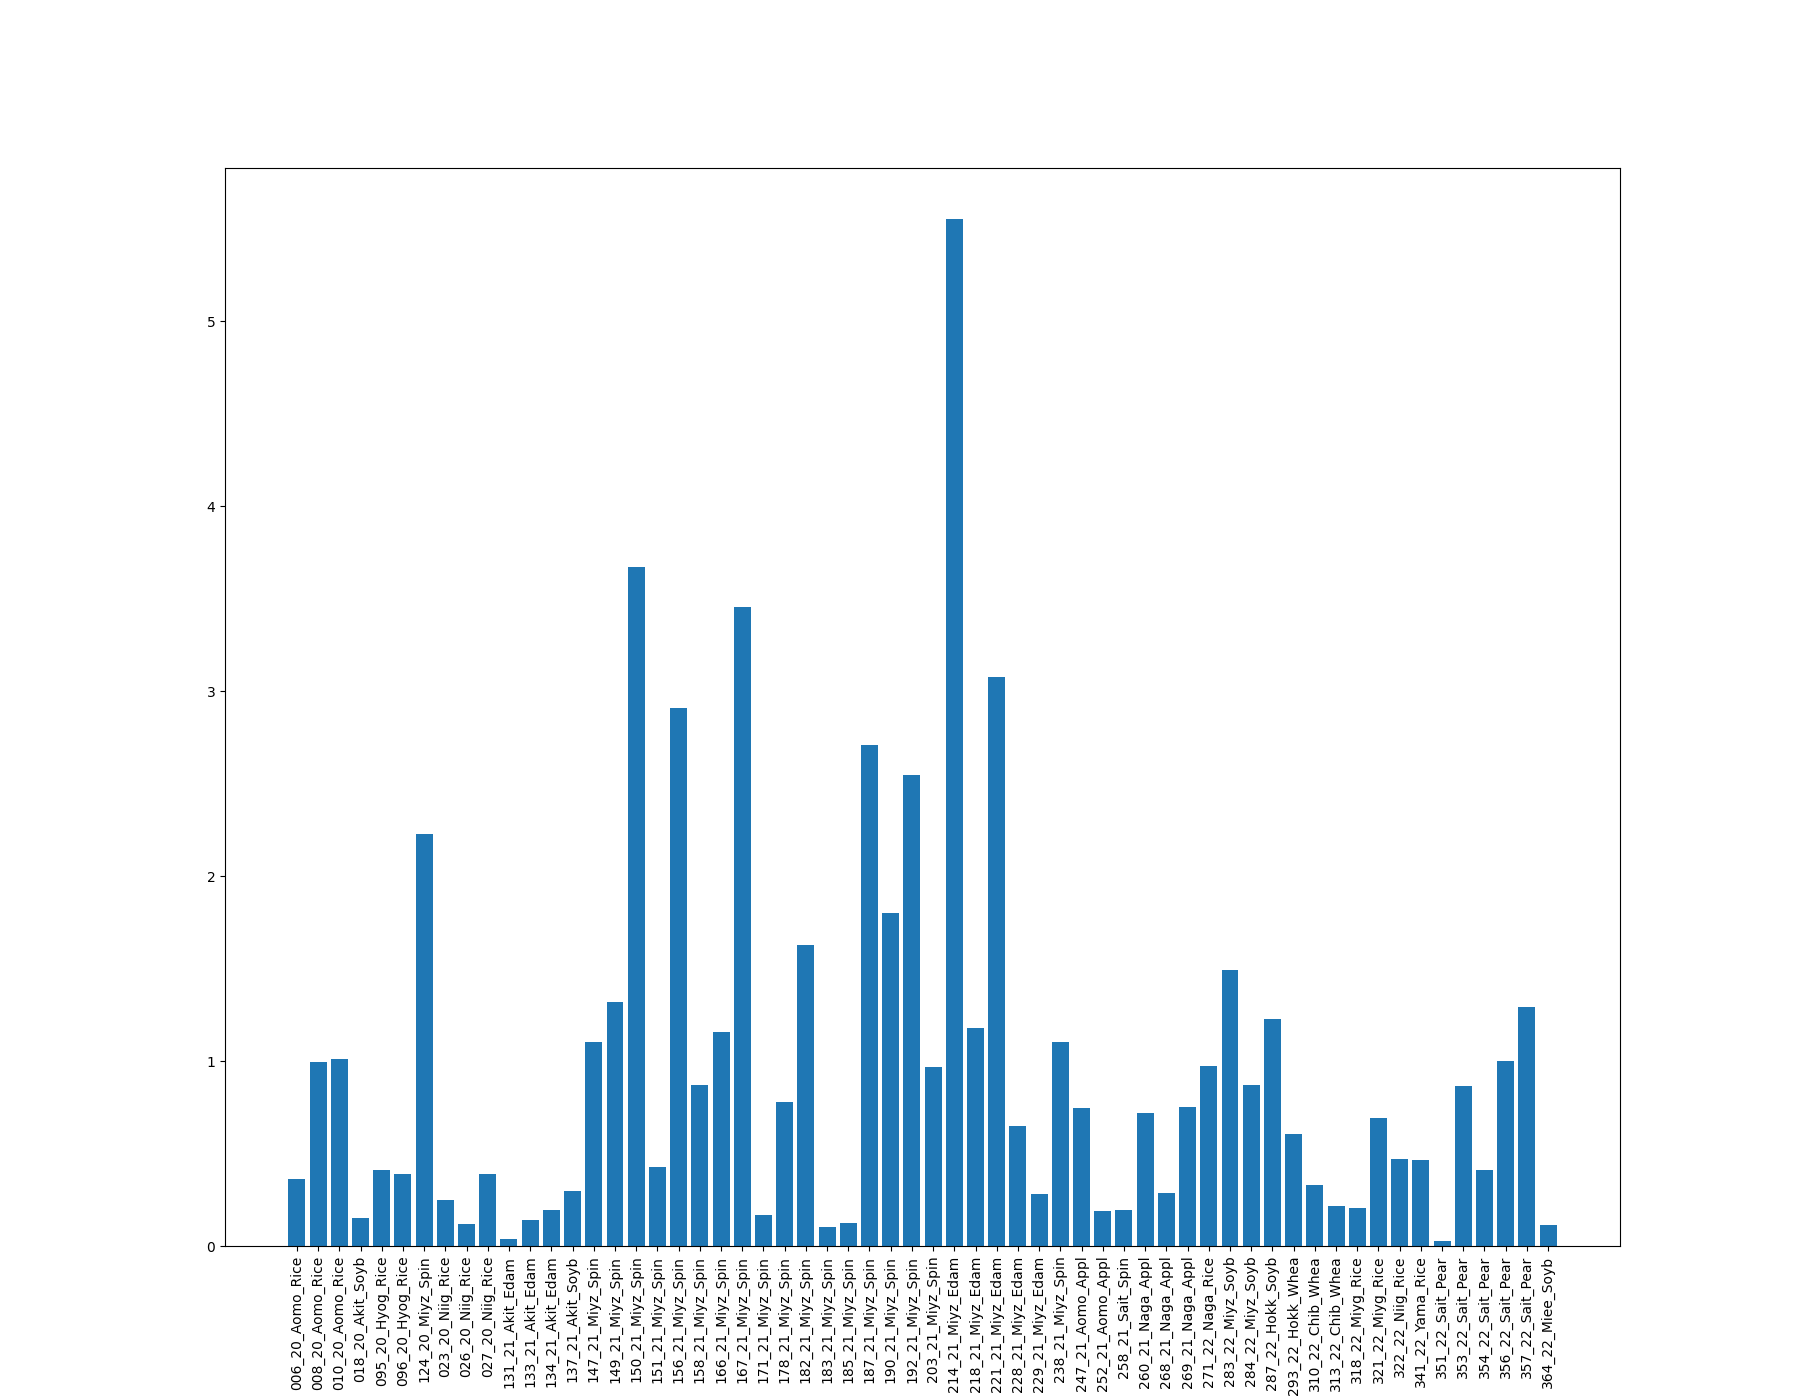 5
4
3
2
1
0
006_20_Aomo_Rice
008_20_Aomo_Rice
010_20_Aomo_Rice
018_20_Akit_Soyb
095_20_Hyog_Rice
096_20_Hyog_Rice
124_20_Miyz_Spin
023_20_Niig_Rice
026_20_Niig_Rice
027_20_Niig_Rice
131_21_Akit_Edam
133_21_Akit_Edam
134_21_Akit_Edam
137_21_Akit_Soyb
147_21_Miyz_Spin
149_21_Miyz_Spin
150_21_Miyz_Spin
151_21_Miyz_Spin
156_21_Miyz_Spin
158_21_Miyz_Spin
166_21_Miyz_Spin
167_21_Miyz_Spin
171_21_Miyz_Spin
178_21_Miyz_Spin
182_21_Miyz_Spin
183_21_Miyz_Spin
185_21_Miyz_Spin
187_21_Miyz_Spin
190_21_Miyz_Spin
192_21_Miyz_Spin
203_21_Miyz_Spin
214_21_Miyz_Edam
218_21_Miyz_Edam
221_21_Miyz_Edam
228_21_Miyz_Edam
229_21_Miyz_Edam
238_21_Miyz_Spin
247_21_Aomo_Appl
252_21_Aomo_Appl
258_21_Sait_Spin
260_21_Naga_Appl
268_21_Naga_Appl
269_21_Naga_Appl
271_22_Naga_Rice
283_22_Miyz_Soyb
284_22_Miyz_Soyb
287_22_Hokk_Soyb
293_22_Hokk_Whea
310_22_Chib_Whea
313_22_Chib_Whea
318_22_Miyg_Rice
321_22_Miyg_Rice
322_22_Niig_Rice
341_22_Yama_Rice
351_22_Sait_Pear
353_22_Sait_Pear
354_22_Sait_Pear
356_22_Sait_Pear
357_22_Sait_Pear
364_22_Miee_Soyb